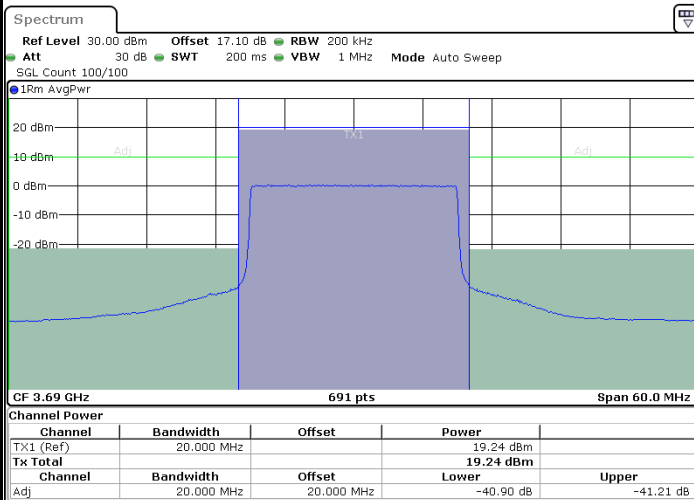 Spectrum
Ref Level 30.00 dBm Offset 17.10 dB RBW 200 kHz
Att 30 dB SWT 200 ms VBW 1 MHz Mode Auto Sweep
SGL Count 100/100
1Rm AvgPwr
20 dBm
TX1
Adj Adj
10 dBm
0 dBm
-10 dBm
-20 dBm
CF 3.69 GHz 691 pts Span 60.0 MHz
Channel Power
Channel Bandwidth Offset Power
TX1 (Ref) 20.000 MHz 19.24 dBm
Tx Total 19.24 dBm
Channel Bandwidth Offset Lower Upper
Adj 20.000 MHz 20.000 MHz -40.90 dB -41.21 dB